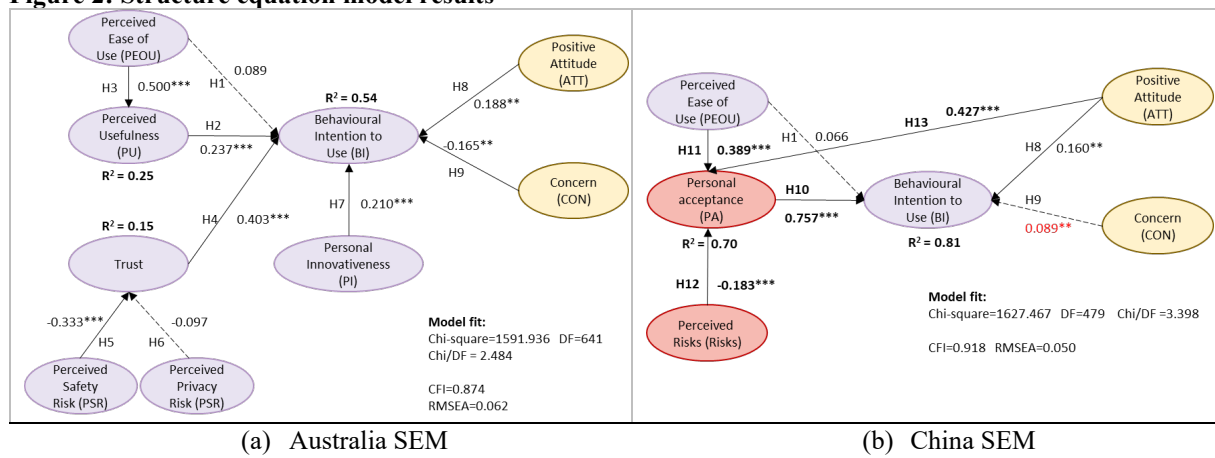 Figure 2: Structure equation model results
Perceived
Ease of
Use (PEOU)
H3
0.500***
H1
0.089
Perceived
Usefulness
(PU)
R² = 0.25
H2
0.237***
R² = 0.54
Behavioural
Intention to
Use (BI)
Positive
Attitude
(ATT)
H8
0.188**
-0.165**
H9
Concern
(CON)
R² = 0.15
Trust
H4
0.403***
H7
0.210***
Personal
Innovativeness
(PI)
-0.333***
H5
-0.097
H6
Perceived
Safety
Risk (PSR)
Perceived
Privacy
Risk (PSR)
Model fit:
Chi-square=1591.936 DF=641
Chi/DF = 2.484
CFI=0.874
RMSEA=0.062
(a) Australia SEM
Perceived
Ease of
Use (PEOU)
H11
0.389***
H1
0.066
H13
0.427***
Positive
Attitude
(ATT)
H8
0.160**
Personal
acceptance
(PA)
R² = 0.70
H10
0.757***
Behavioural
Intention to
Use (BI)
R² = 0.81
H9
0.089**
Concern
(CON)
H12
-0.183***
Perceived
Risks (Risks)
Model fit:
Chi-square=1627.467 DF=479 Chi/DF =3.398
CFI=0.918 RMSEA=0.050
(b) China SEM